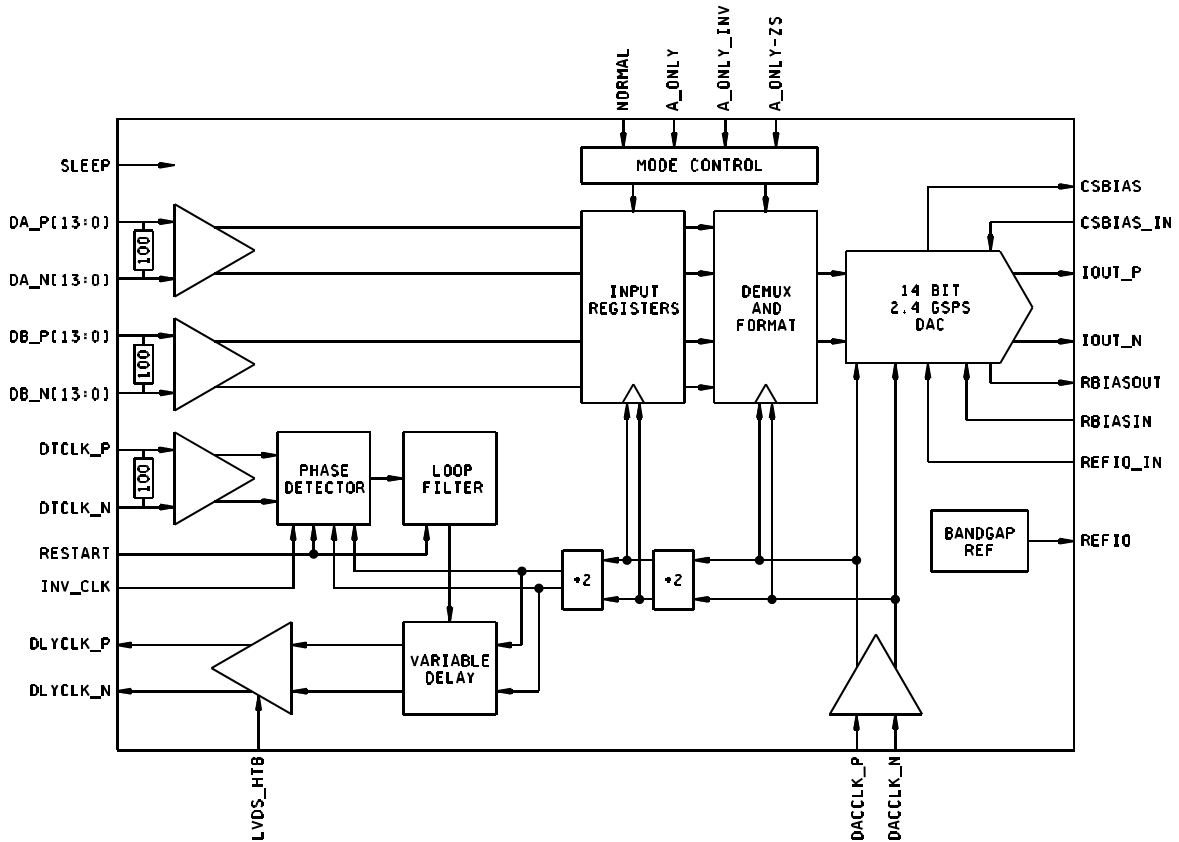 NORMAL
A_ONLY
A_ONLY_INV
A_ONLY-ZS
MODE CONTROL
SLEEP
DA_P[13:0]
100
DA_N[13:0]
DB_P[13:0]
100
DB_N[13:0]
DTCLK_P
100
DTCLK_N
RESTART
INV_CLK
DLYCLK_P
DLYCLK_N
LVDS_HTB
PHASE
DETECTOR
LOOP
FILTER
VARIABLE
DELAY
INPUT
REGISTERS
DEMUX
AND
FORMAT
*2
*2
14 BIT
2.4 GSPS
DAC
BANDGAP
REF
CSBIAS
CSBIAS_IN
IOUT_P
IOUT_N
RBIASOUT
RBIASIN
REFIO_IN
REFIO
DACCLK_P
DACCLK_N